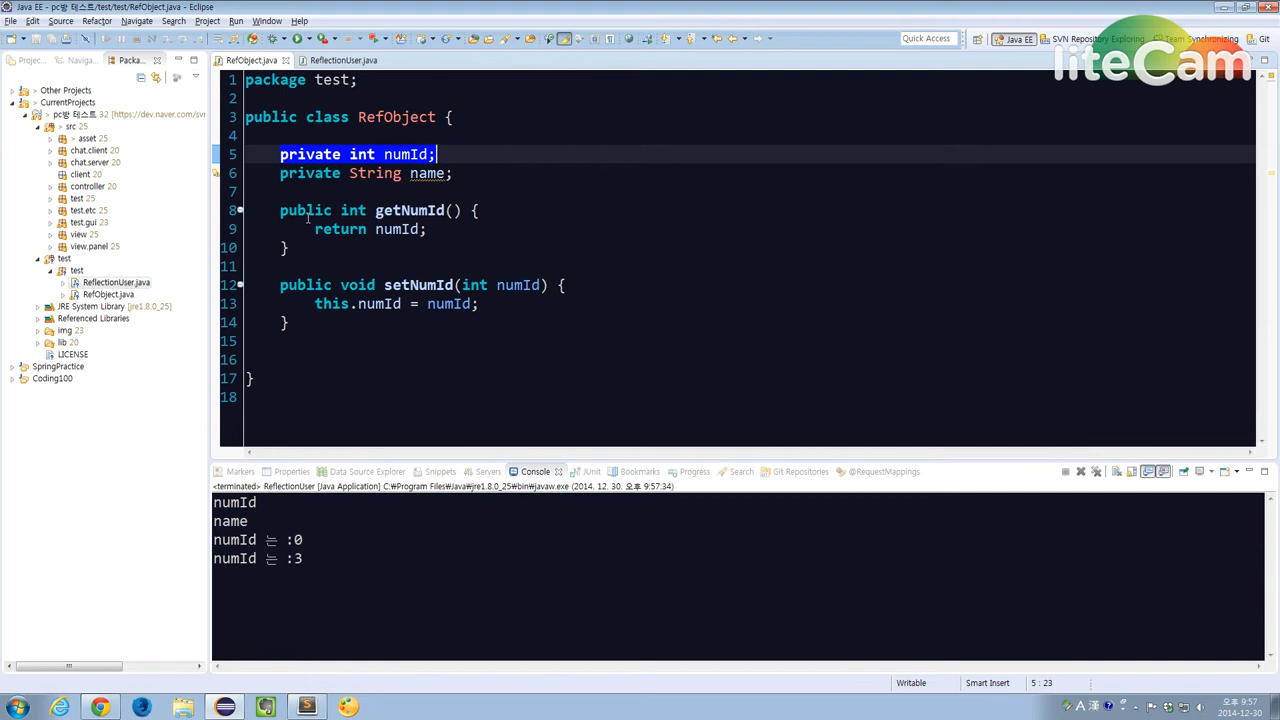 Java EE - pc방 테스트/test/test/RefObject.java - Eclipse
File Edit Source Refactor Navigate Search Project Run Window Help
Quick Access
Java EE
SVN Repository Exploring
Team Synchronizing
Git
liteCam
Projec...
Naviga...
Packa...
RefObject.java
ReflectionUser.java
Other Projects
CurrentProjects
> pc방 테스트 32 [https://dev.naver.com/svn
> src 25
> asset 25
chat.client 20
chat.server 20
client 20
controller 20
test 25
test.etc 25
test.gui 23
view 25
view.panel 25
test
test
ReflectionUser.java
RefObject.java
JRE System Library [jre1.8.0_25]
Referenced Libraries
img 23
lib 20
LICENSE
SpringPractice
Coding100
1 package test;
2
3 public class RefObject {
4
5 private int numId;
6 private String name;
7
8 public int getNumId() {
9 return numId;
10 }
11
12 public void setNumId(int numId) {
13 this.numId = numId;
14 }
15
16
17 }
18
Markers Properties Data Source Explorer Snippets Servers Console JUnit Bookmarks Progress Search Git Repositories @RequestMappings
<terminated> ReflectionUser [Java Application] C:₩Program Files₩Java₩jre1.8.0_25₩bin₩javaw.exe (2014. 12. 30. 오후 9:57:34)
numId
name
numId 는 :0
numId 는 :3
Writable Smart Insert 5 : 23
A 漢
오후 9:57
2014-12-30